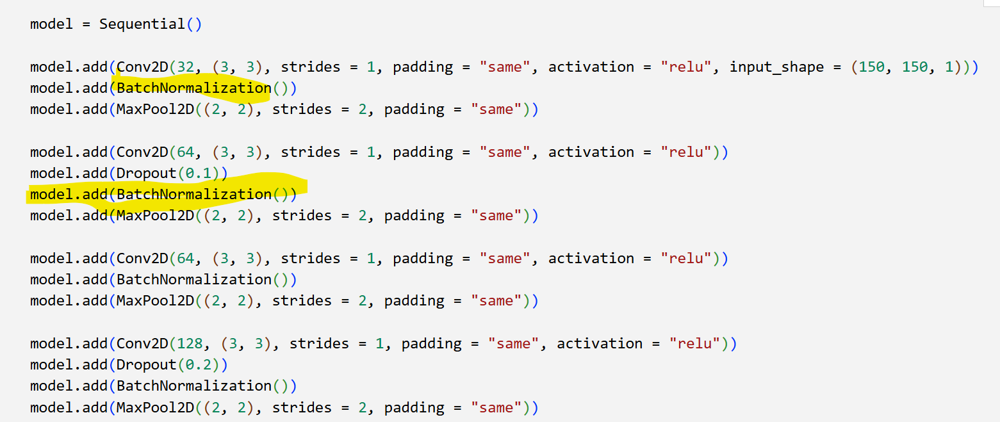 model = Sequential()
model.add(Conv2D(32, (3, 3), strides = 1, padding = "same", activation = "relu", input_shape = (150, 150, 1)))
model.add(BatchNormalization())
model.add(MaxPool2D((2, 2), strides = 2, padding = "same"))
model.add(Conv2D(64, (3, 3), strides = 1, padding = "same", activation = "relu"))
model.add(Dropout(0.1))
model.add(BatchNormalization())
model.add(MaxPool2D((2, 2), strides = 2, padding = "same"))
model.add(Conv2D(64, (3, 3), strides = 1, padding = "same", activation = "relu"))
model.add(BatchNormalization())
model.add(MaxPool2D((2, 2), strides = 2, padding = "same"))
model.add(Conv2D(128, (3, 3), strides = 1, padding = "same", activation = "relu"))
model.add(Dropout(0.2))
model.add(BatchNormalization())
model.add(MaxPool2D((2, 2), strides = 2, padding = "same"))